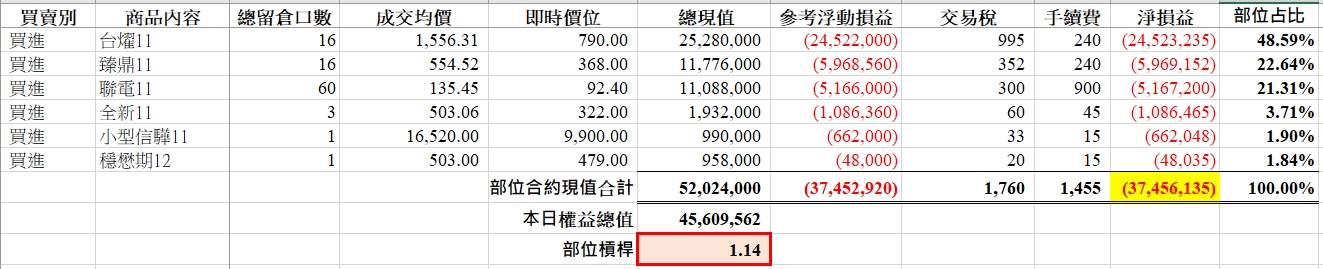 買賣別 商品內容 總留倉口數 成交均價 即時價位 總現值 參考浮動損益 交易稅 手續費 淨損益 部位占比
買進 台燿11 16 1,556.31 790.00 25,280,000 (24,522,000) 995 240 (24,523,235) 48.59%
買進 臻鼎11 16 554.52 368.00 11,776,000 (5,968,560) 352 240 (5,969,152) 22.64%
買進 聯電11 60 135.45 92.40 11,088,000 (5,166,000) 300 900 (5,167,200) 21.31%
買進 全新11 3 503.06 322.00 1,932,000 (1,086,360) 60 45 (1,086,465) 3.71%
買進 小型信驊11 1 16,520.00 9,900.00 990,000 (662,000) 33 15 (662,048) 1.90%
買進 穩懋期12 1 503.00 479.00 958,000 (48,000) 20 15 (48,035) 1.84%
部位合約現值合計 52,024,000 (37,452,920) 1,760 1,455 (37,456,135) 100.00%
本日權益總值 45,609,562
部位槓桿 1.14